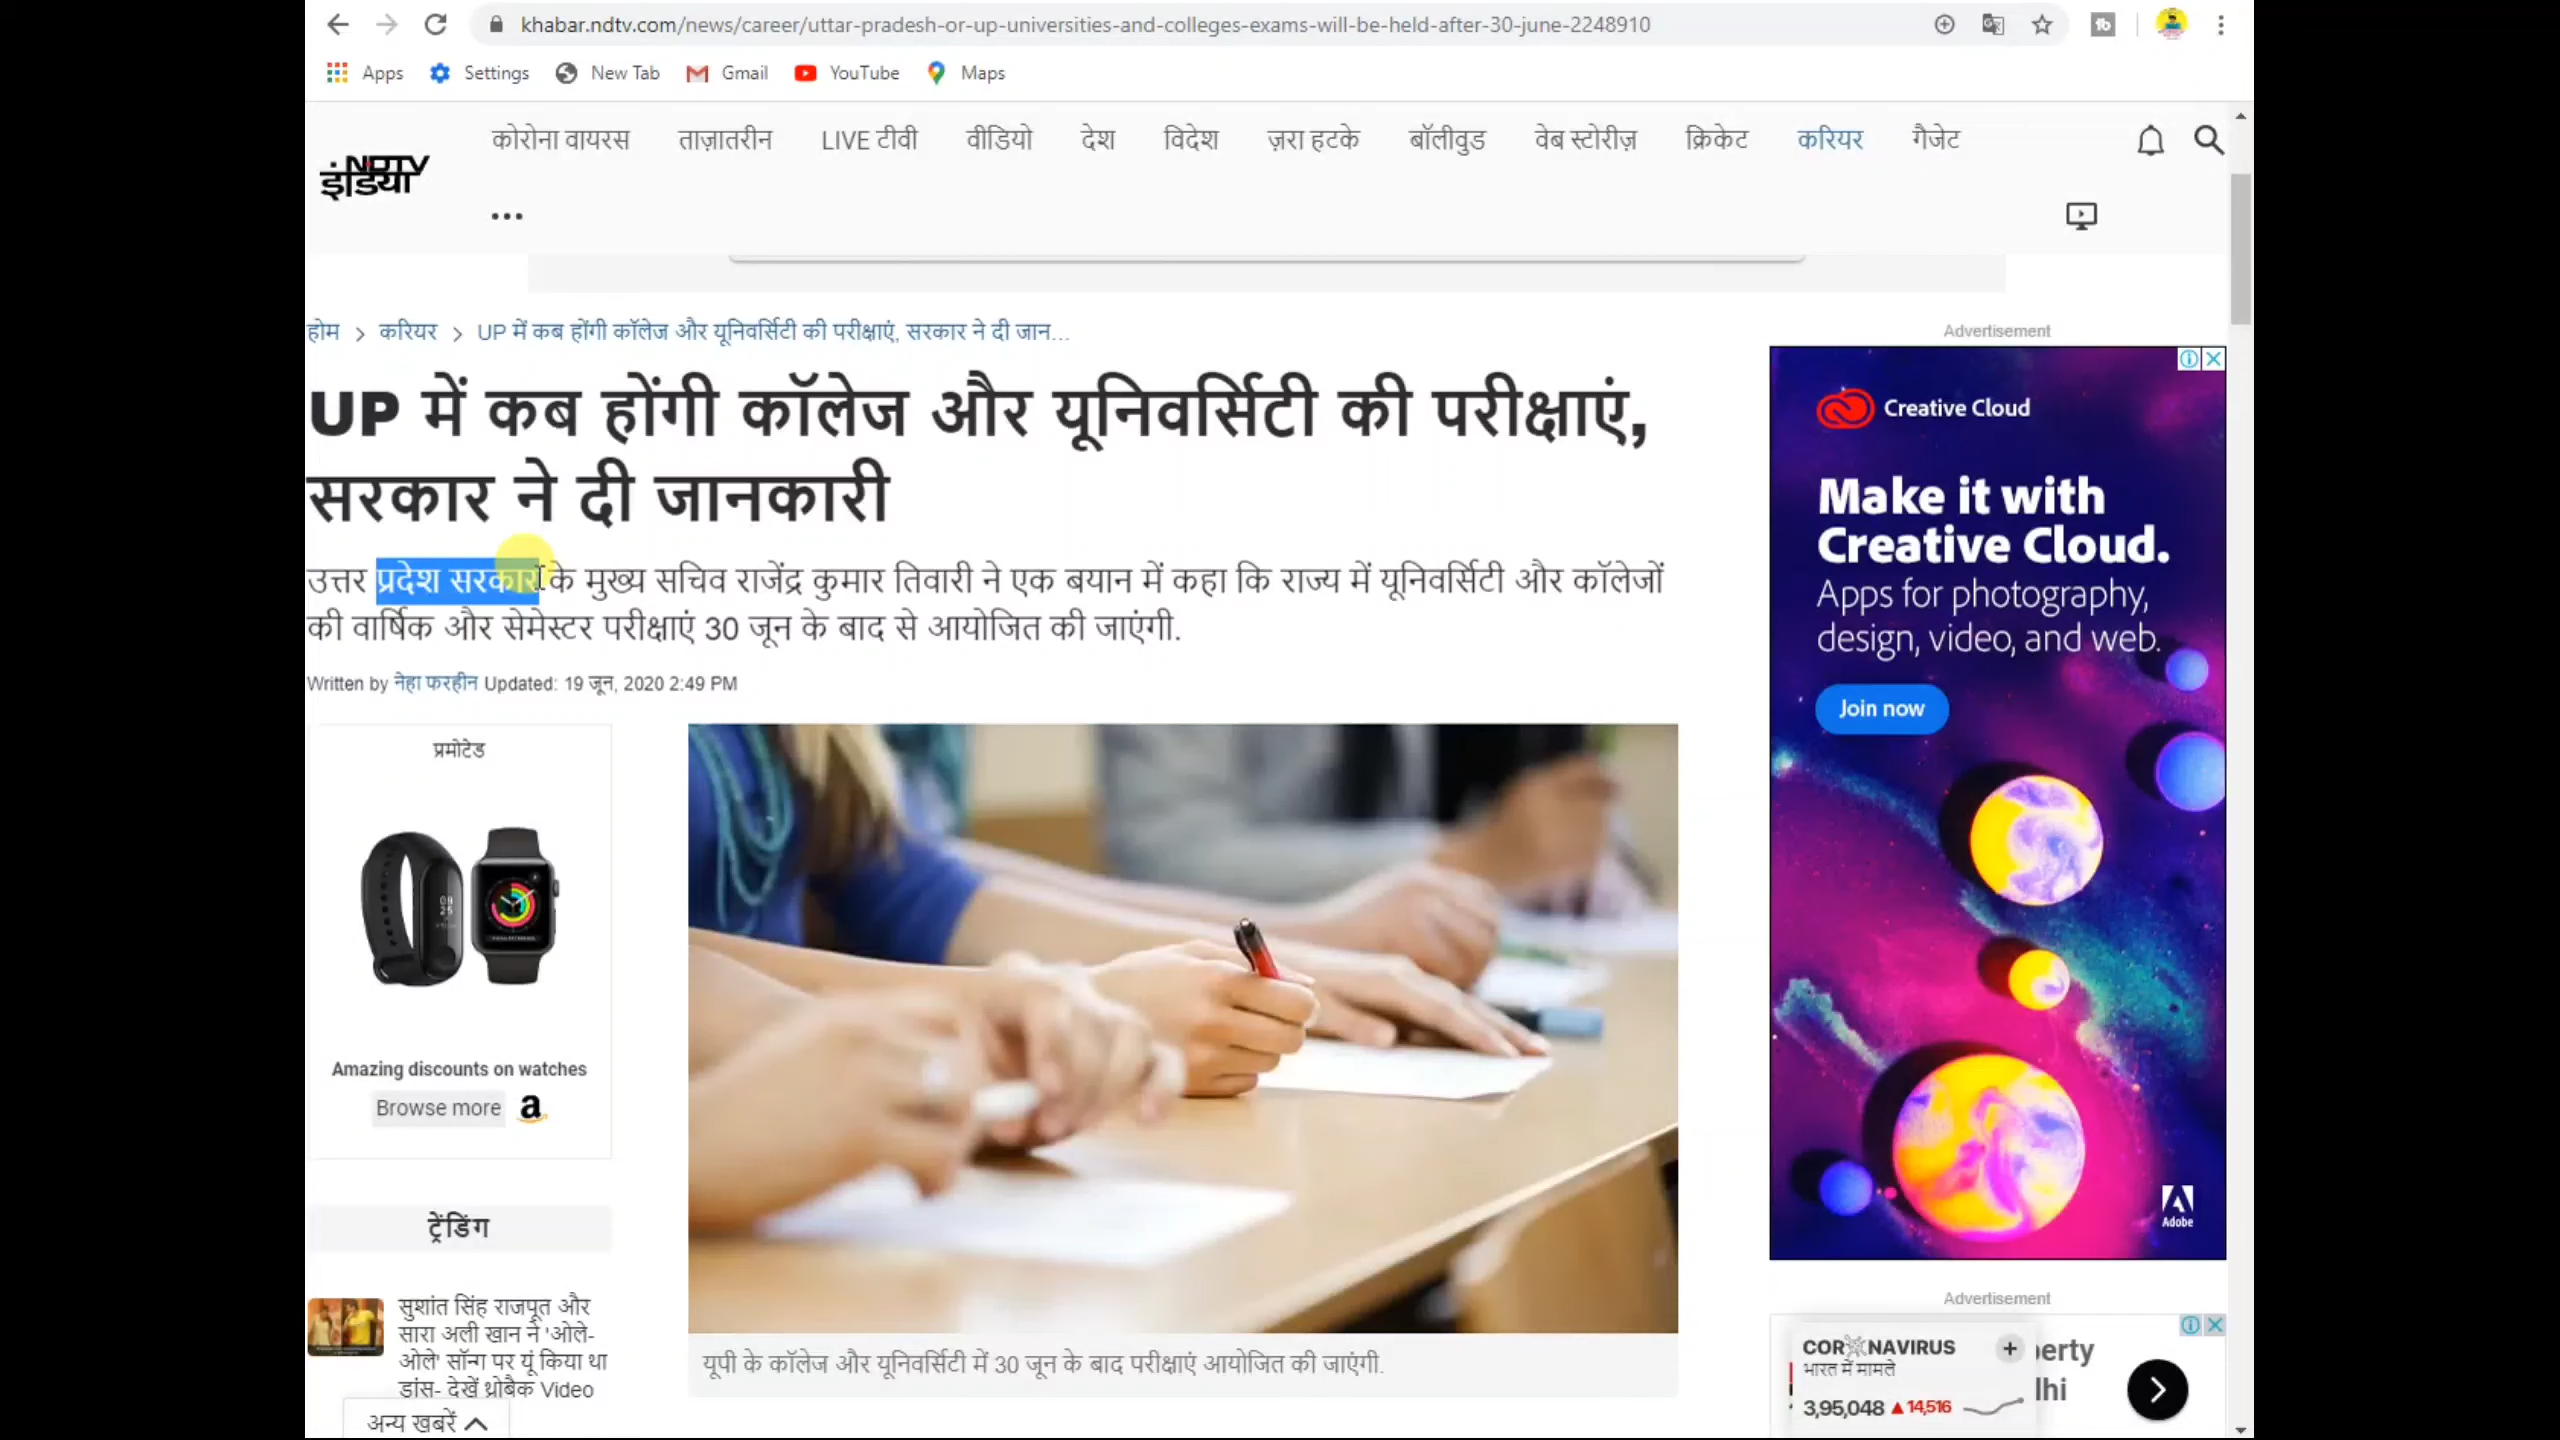 khabar.ndtv.com/news/career/uttar-pradesh-or-up-universities-and-colleges-exams-will-be-held-after-30-june-2248910
Apps Settings New Tab Gmail YouTube Maps
NDTV इंडिया
कोरोना वायरस ताज़ातरीन LIVE टीवी वीडियो देश विदेश ज़रा हटके बॉलीवुड वेब स्टोरीज़ क्रिकेट करियर गैजेट
होम > करियर > UP में कब होंगी कॉलेज और यूनिवर्सिटी की परीक्षाएं, सरकार ने दी जान...
UP में कब होंगी कॉलेज और यूनिवर्सिटी की परीक्षाएं,
सरकार ने दी जानकारी
उत्तर प्रदेश सरकार के मुख्य सचिव राजेंद्र कुमार तिवारी ने एक बयान में कहा कि राज्य में यूनिवर्सिटी और कॉलेजों
की वार्षिक और सेमेस्टर परीक्षाएं 30 जून के बाद से आयोजित की जाएंगी.
Written by नेहा फरहीन Updated: 19 जून, 2020 2:49 PM
प्रमोटेड
Amazing discounts on watches
Browse more
ट्रेंडिंग
सुशांत सिंह राजपूत और
सारा अली खान ने 'ओले-
ओले' सॉन्ग पर यूं किया था
डांस- देखें थ्रोबैक Video
अन्य खबरें
यूपी के कॉलेज और यूनिवर्सिटी में 30 जून के बाद परीक्षाएं आयोजित की जाएंगी.
Advertisement
Creative Cloud
Make it with
Creative Cloud.
Apps for photography,
design, video, and web.
Join now
Adobe
Advertisement
CORONAVIRUS
भारत में मामले
3,95,048 ▲14,516
perty
lhi